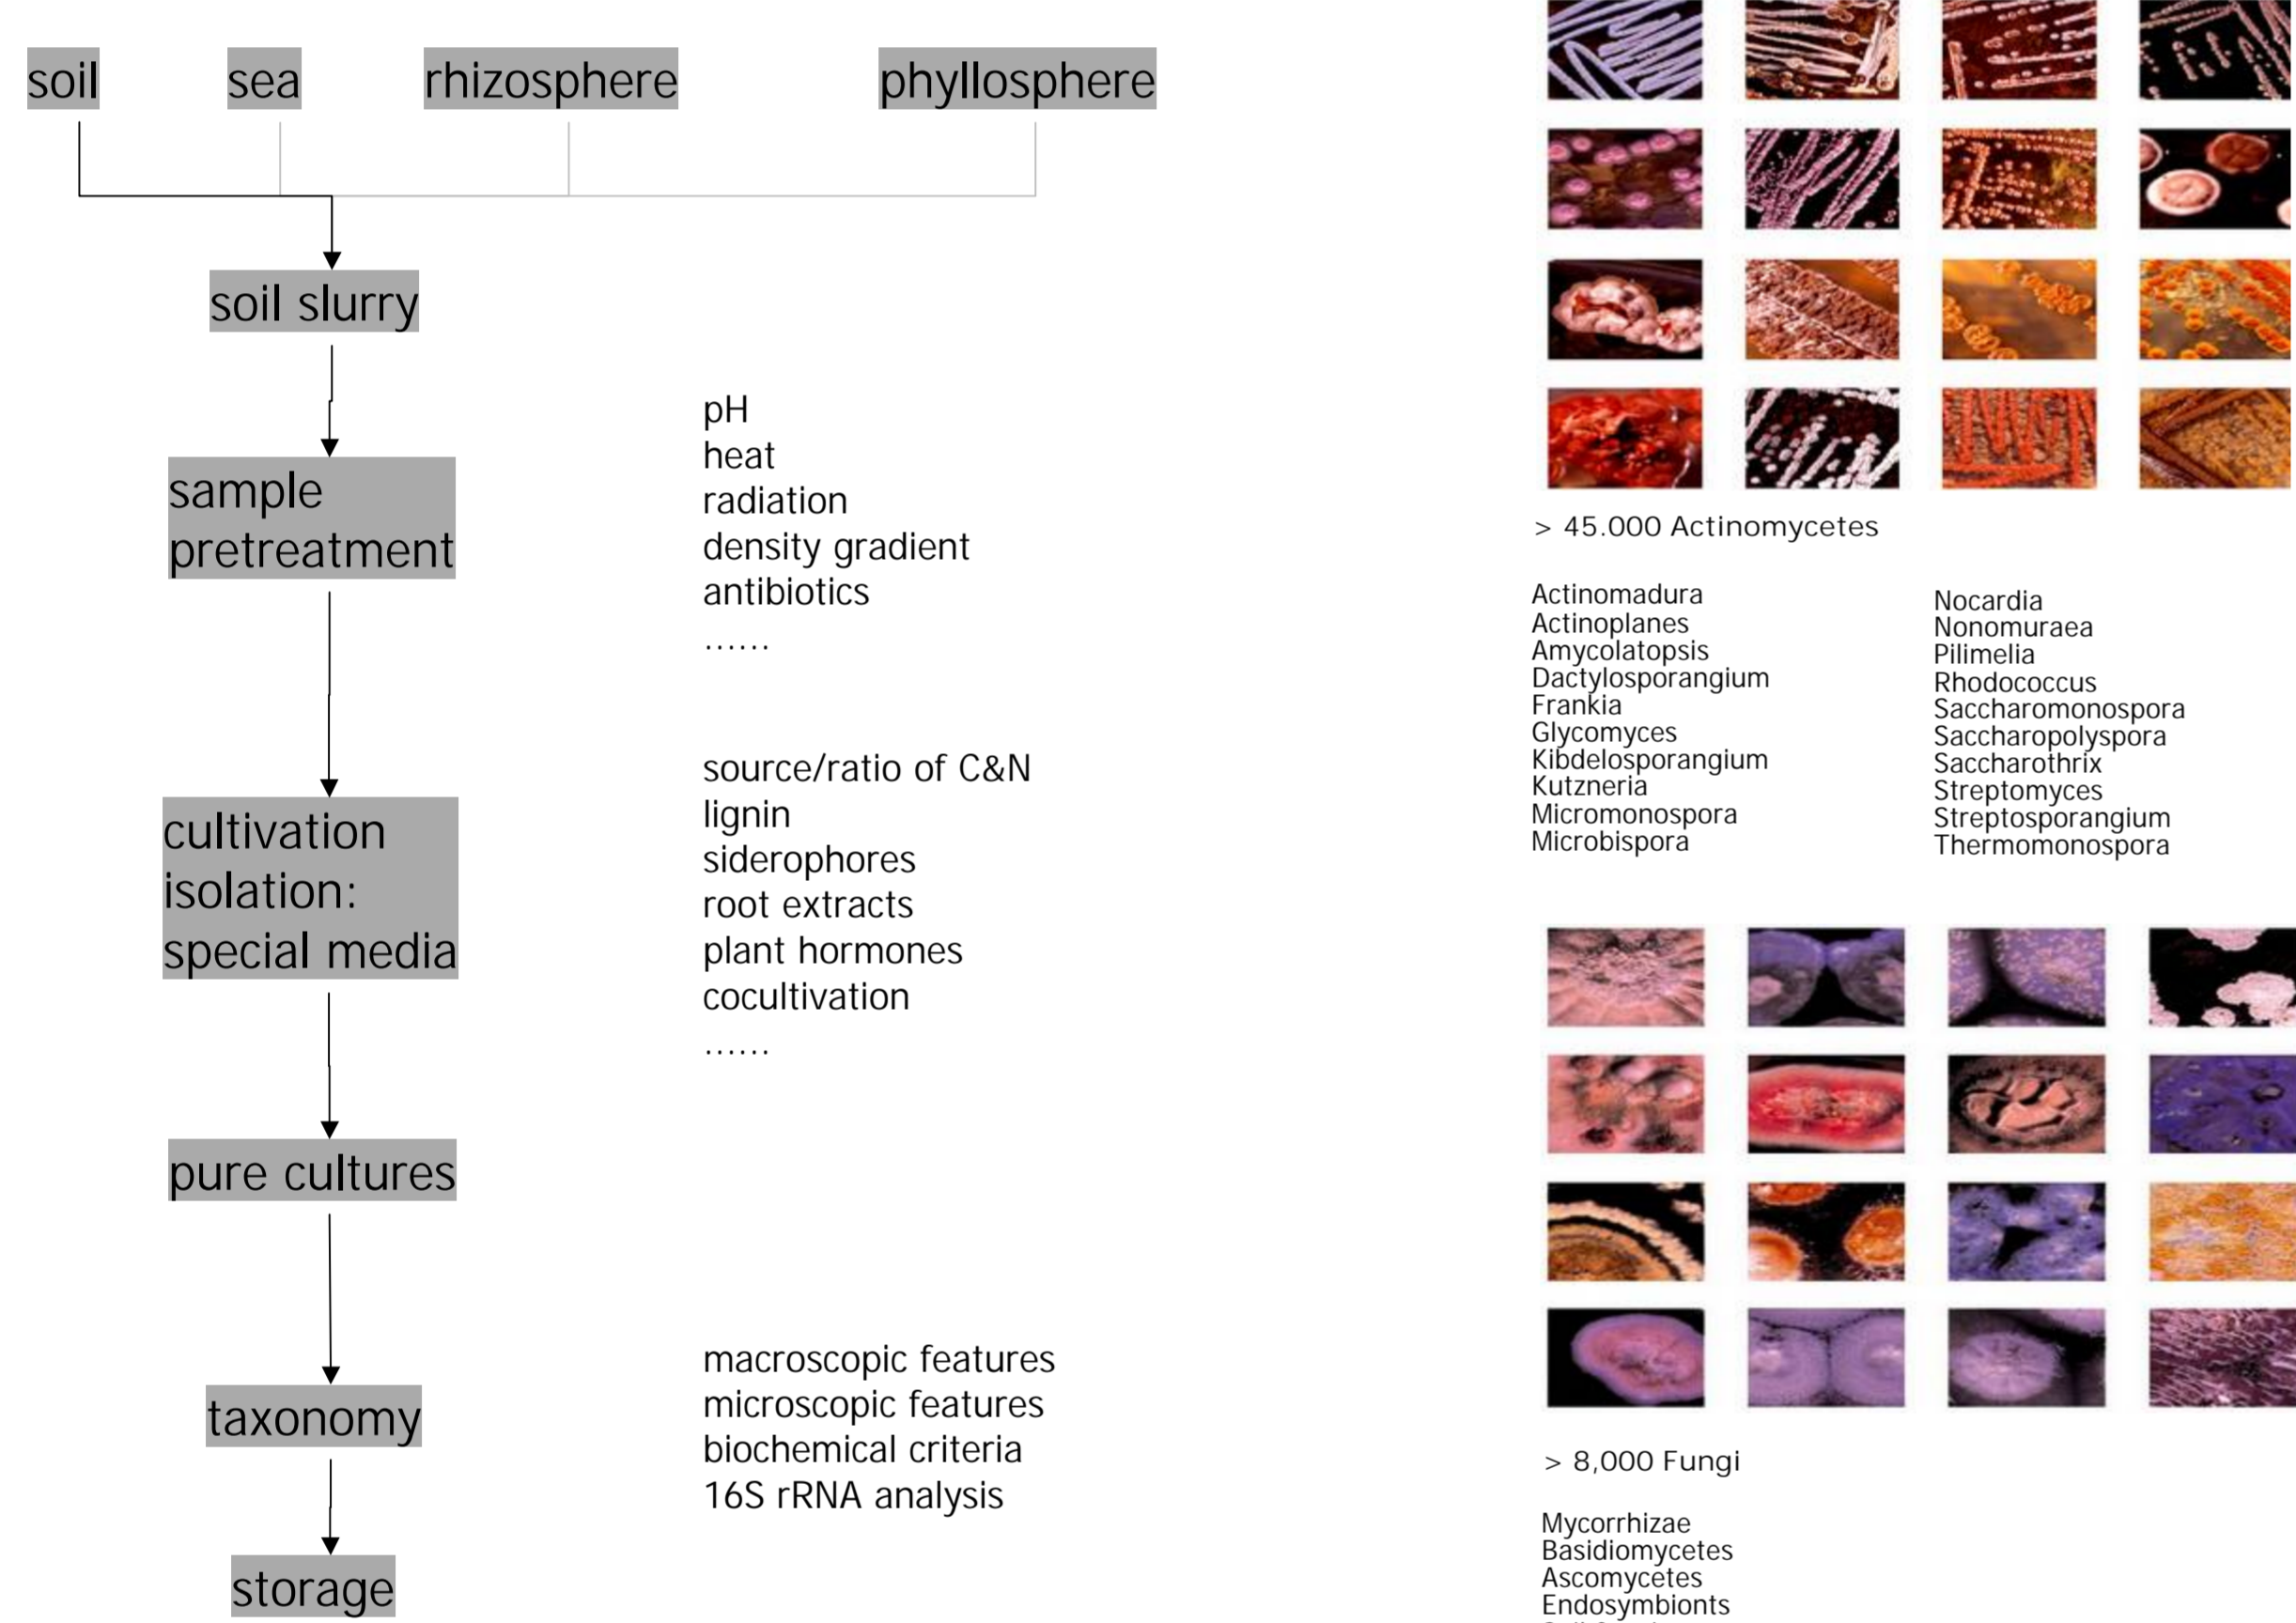 soil
sea
rhizosphere
phyllosphere
soil slurry
sample
pretreatment
pH
heat
radiation
density gradient
antibiotics
......
cultivation
isolation:
special media
source/ratio of C&N
lignin
siderophores
root extracts
plant hormones
cocultivation
......
pure cultures
taxonomy
macroscopic features
microscopic features
biochemical criteria
16S rRNA analysis
storage
> 45.000 Actinomycetes
Actinomadura
Actinoplanes
Amycolatopsis
Dactylosporangium
Frankia
Glycomyces
Kibdelosporangium
Kutzneria
Micromonospora
Microbispora
Nocardia
Nonomuraea
Pilimelia
Rhodococcus
Saccharomonospora
Saccharopolyspora
Saccharothrix
Streptomyces
Streptosporangium
Thermomonospora
> 8,000 Fungi
Mycorrhizae
Basidiomycetes
Ascomycetes
Endosymbionts